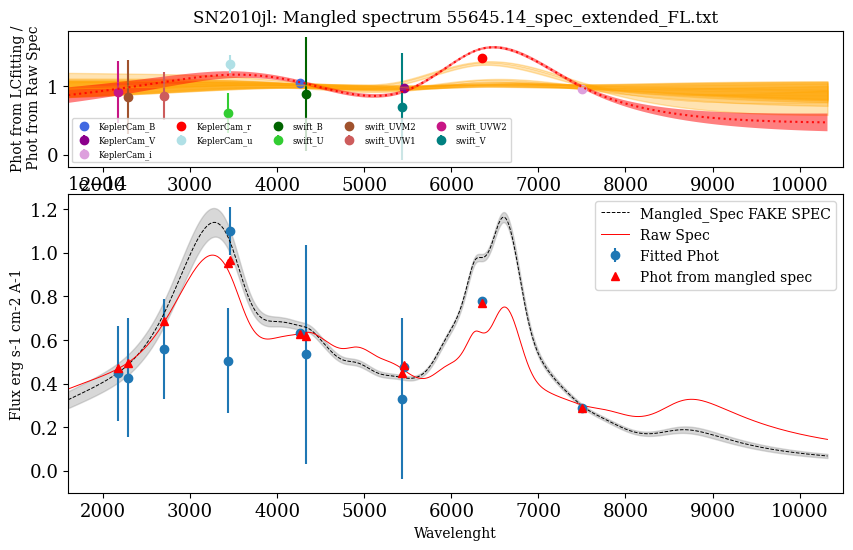 SN2010jl: Mangled spectrum 55645.14_spec_extended_FL.txt
Phot from LCfitting /
Phot from Raw Spec
1
0
KeplerCam_B KeplerCam_r swift_B swift_UVM2 swift_UVW2
KeplerCam_V KeplerCam_u swift_U swift_UVW1 swift_V
KeplerCam_i
2000 3000 4000 5000 6000 7000 8000 9000 10000
1e−14
Flux erg s-1 cm-2 A-1
1.2
1.0
0.8
0.6
0.4
0.2
0.0
Mangled_Spec FAKE SPEC
Raw Spec
Fitted Phot
Phot from mangled spec
2000 3000 4000 5000 6000 7000 8000 9000 10000
Wavelenght